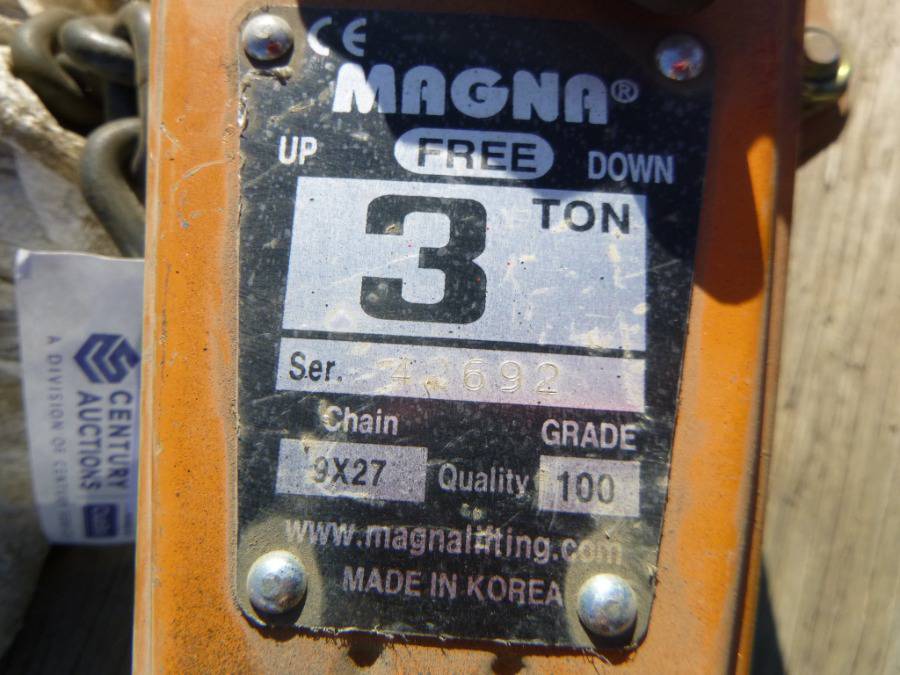 CE
MAGNA®
UP FREE DOWN
3 TON
Ser.
Chain GRADE
9X27 Quality 100
www.magnalifting.com
MADE IN KOREA
CENTURY
AUCTIONS
A DIVISION OF